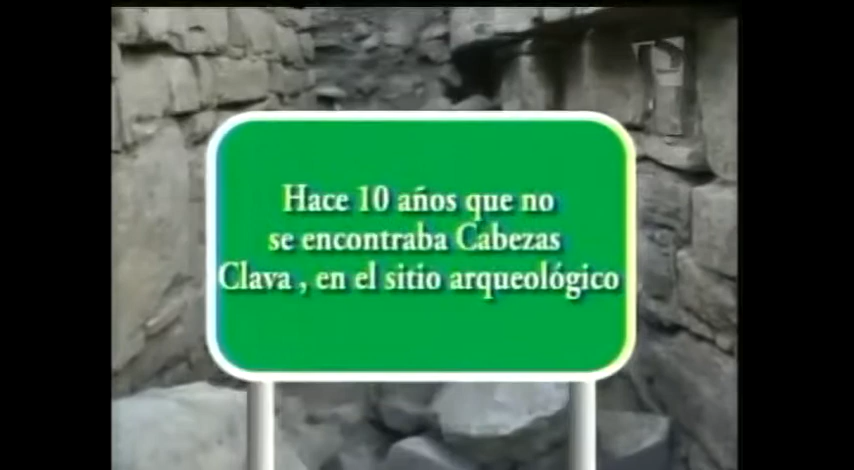 Hace 10 años que no
se encontraba Cabezas
Clava , en el sitio arqueológico